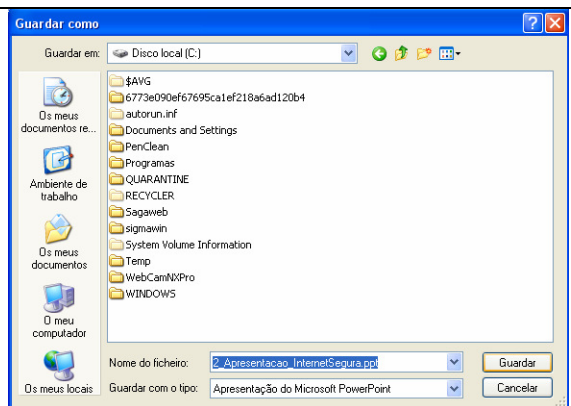 Guardar como
Guardar em:
Disco local (C:)
Os meus
documentos re...
Ambiente de
trabalho
Os meus
documentos
O meu
computador
Os meus locais
$AVG
6773e090ef67695ca1ef218a6ad120b4
autorun.inf
Documents and Settings
PenClean
Programas
QUARANTINE
RECYCLER
Sagaweb
sigmawin
System Volume Information
Temp
WebCamNXPro
WINDOWS
Nome do ficheiro:
2_Apresentacao_InternetSegura.ppt
Guardar
Guardar com o tipo:
Apresentação do Microsoft PowerPoint
Cancelar